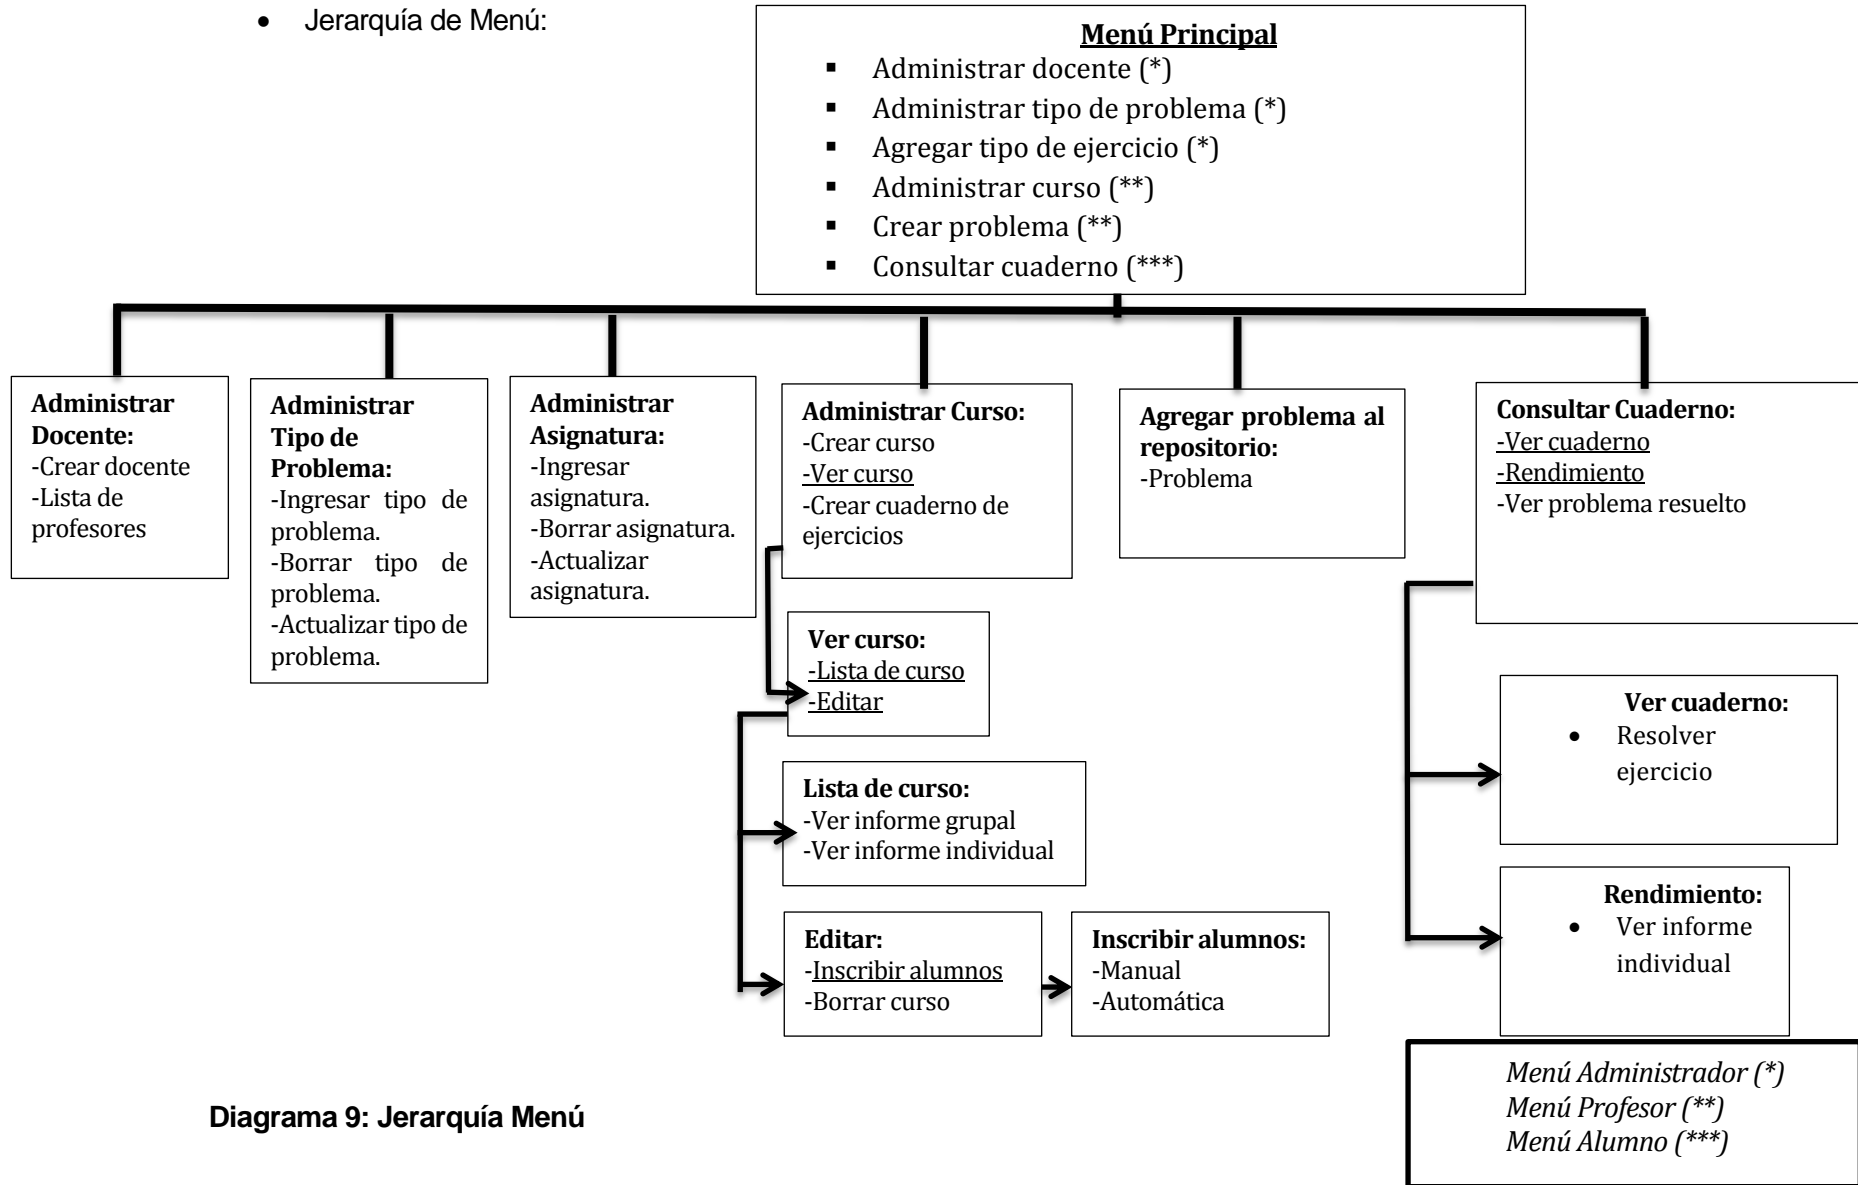 • Jerarquía de Menú:
Menú Principal
▪ Administrar docente (*)
▪ Administrar tipo de problema (*)
▪ Agregar tipo de ejercicio (*)
▪ Administrar curso (**)
▪ Crear problema (**)
▪ Consultar cuaderno (***)
Administrar
Docente:
-Crear docente
-Lista de
profesores
Administrar
Tipo de
Problema:
-Ingresar tipo de
problema.
-Borrar tipo de
problema.
-Actualizar tipo de
problema.
Administrar
Asignatura:
-Ingresar
asignatura.
-Borrar asignatura.
-Actualizar
asignatura.
Administrar Curso:
-Crear curso
-Ver curso
-Crear cuaderno de
ejercicios
Agregar problema al
repositorio:
-Problema
Consultar Cuaderno:
-Ver cuaderno
-Rendimiento
-Ver problema resuelto
Ver curso:
-Lista de curso
-Editar
Lista de curso:
-Ver informe grupal
-Ver informe individual
Editar:
-Inscribir alumnos
-Borrar curso
Inscribir alumnos:
-Manual
-Automática
Ver cuaderno:
• Resolver
ejercicio
Rendimiento:
• Ver informe
individual
Menú Administrador (*)
Menú Profesor (**)
Menú Alumno (***)
Diagrama 9: Jerarquía Menú